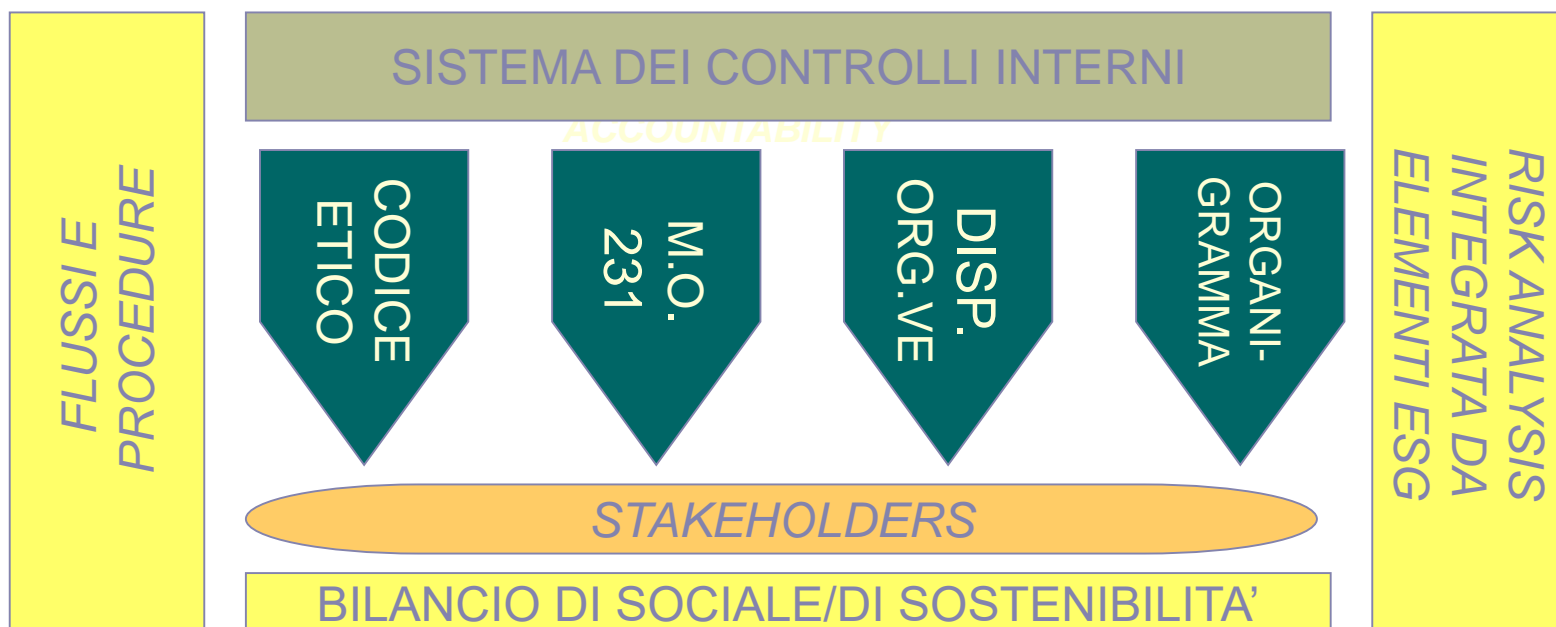 FLUSSI E
PROCEDURE
SISTEMA DEI CONTROLLI INTERNI
ACCOUNTABILITY
CODICE
ETICO
M.O.
231
DISP.
ORG.VE
ORGANI-
GRAMMA
STAKEHOLDERS
BILANCIO DI SOCIALE/DI SOSTENIBILITA’
RISK ANALYSIS
INTEGRATA DA
ELEMENTI ESG